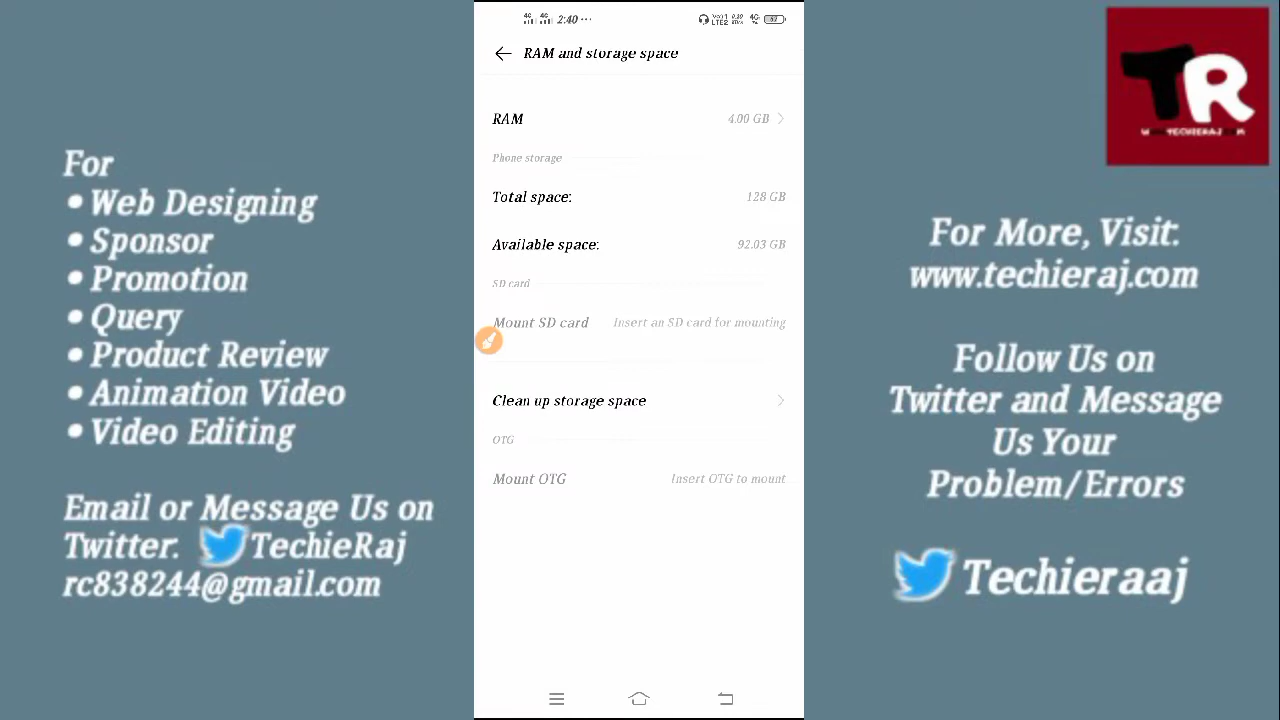 For
• Web Designing
• Sponsor
• Promotion
• Query
• Product Review
• Animation Video
• Video Editing
Email or Message Us on
Twitter. TechieRaj
rc838244@gmail.com
4G 4G 2:40 ···
RAM and storage space
RAM 4.00 GB
Phone storage
Total space: 128 GB
Available space: 92.03 GB
SD card
Mount SD card Insert an SD card for mounting
Clean up storage space
OTG
Mount OTG Insert OTG to mount
TR
For More, Visit:
www.techieraj.com
Follow Us on
Twitter and Message
Us Your
Problem/Errors
Techieraaj